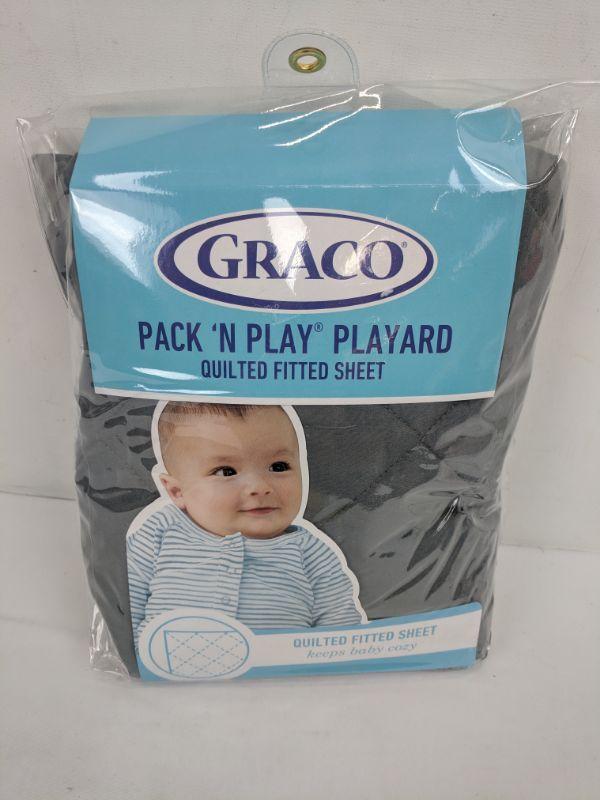 GRACO®
PACK 'N PLAY® PLAYARD
QUILTED FITTED SHEET
QUILTED FITTED SHEET
keeps baby cozy